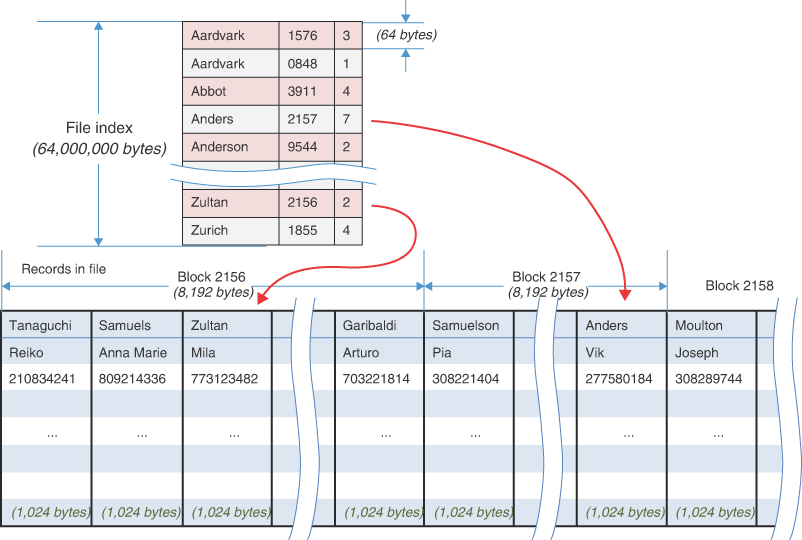 Aardvark 1576 3
(64 bytes)
Aardvark 0848 1
Abbot 3911 4
Anders 2157 7
File index
(64,000,000 bytes)
Anderson 9544 2
Zultan 2156 2
Zurich 1855 4
Records in file
Block 2156
(8,192 bytes)
Block 2157
(8,192 bytes)
Block 2158
Tanaguchi Samuels Zultan Garibaldi Samuelson Anders Moulton
Reiko Anna Marie Mila Arturo Pia Vik Joseph
210834241 809214336 773123482 703221814 308221404 277580184 308289744
... ... ... ... ... ... ...
(1,024 bytes) (1,024 bytes) (1,024 bytes) (1,024 bytes) (1,024 bytes) (1,024 bytes) (1,024 bytes)